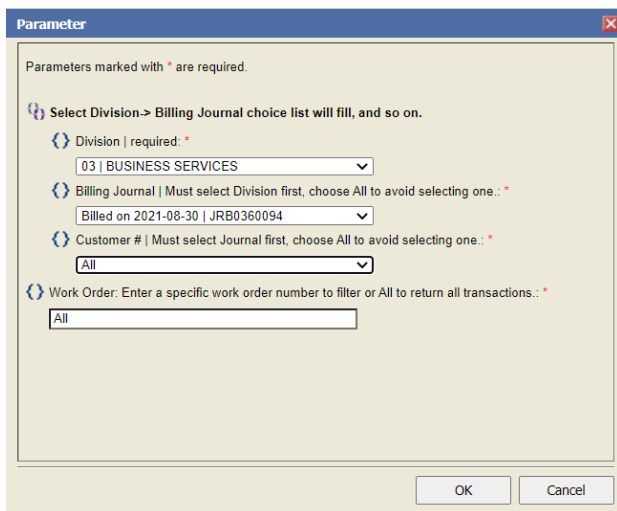 Parameter
Parameters marked with * are required.
Select Division-> Billing Journal choice list will fill, and so on.
Division | required: *
03 | BUSINESS SERVICES
Billing Journal | Must select Division first, choose All to avoid selecting one.: *
Billed on 2021-08-30 | JRB0360094
Customer # | Must select Journal first, choose All to avoid selecting one.: *
All
Work Order: Enter a specific work order number to filter or All to return all transactions.: *
All
OK Cancel